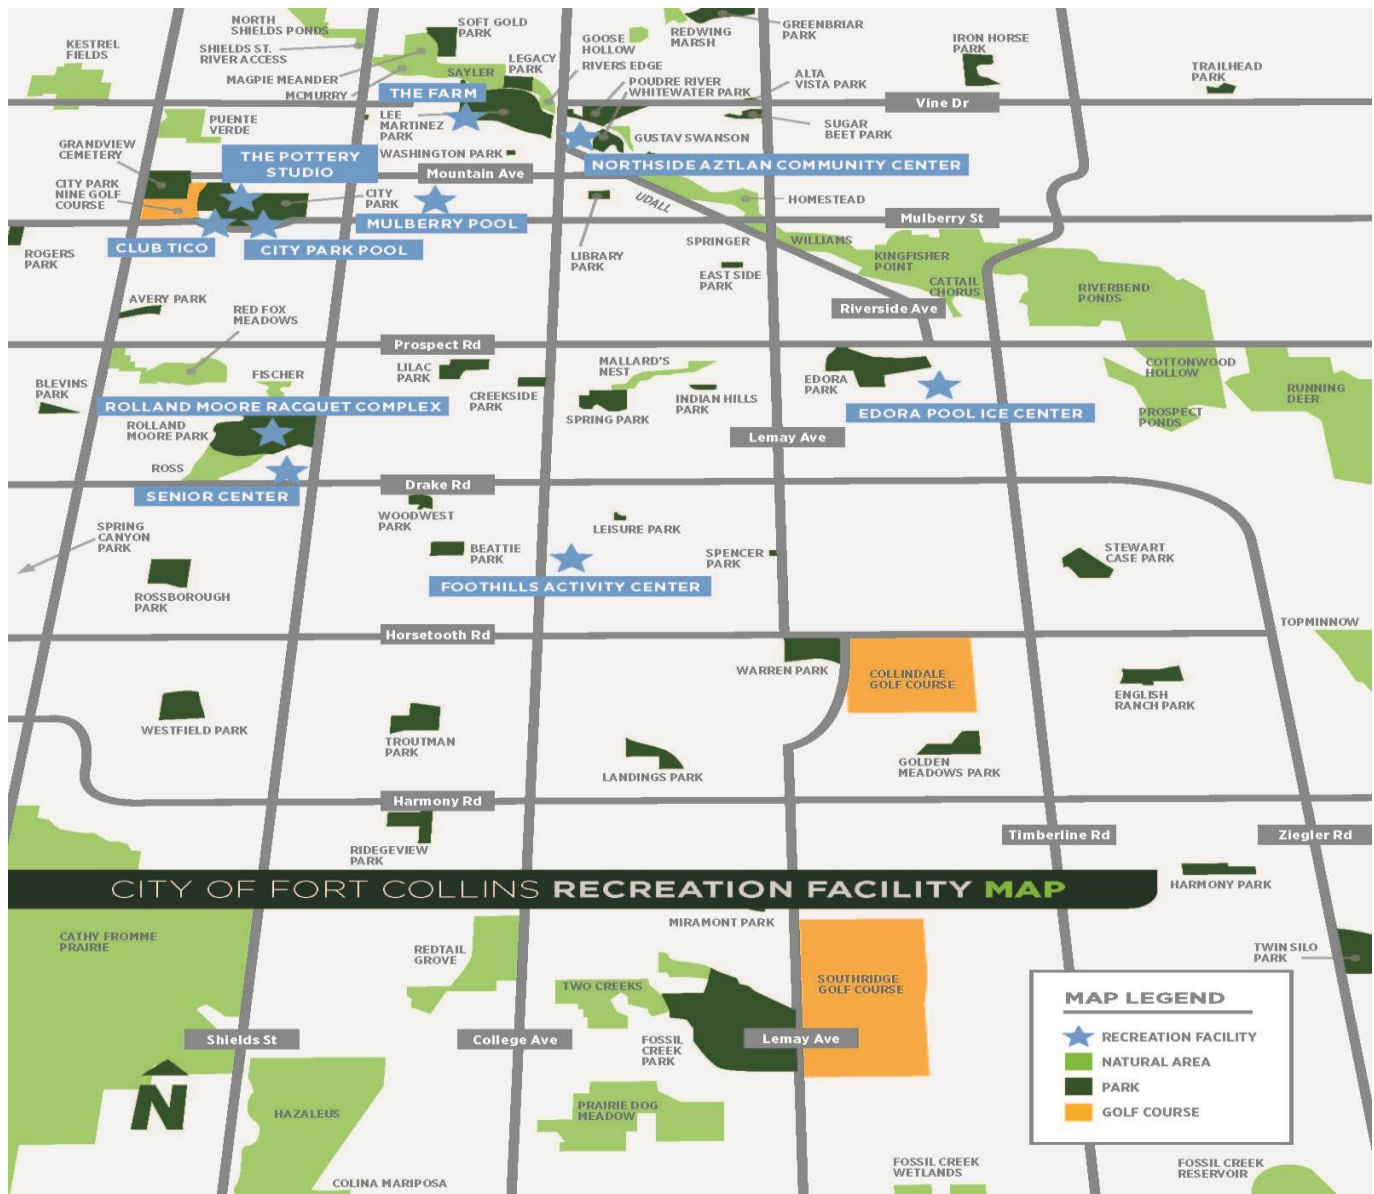 NORTH
SHIELDS PONDS
SOFT GOLD
PARK
GREENBRIAR
PARK
KESTREL
FIELDS
SHIELDS ST.
RIVER ACCESS
GOOSE
HOLLOW
REDWING
MARSH
IRON HORSE
PARK
LEGACY
PARK
RIVERS EDGE
TRAILHEAD
PARK
MAGPIE MEANDER
SAYLER
POUDRE RIVER
WHITEWATER PARK
ALTA
VISTA PARK
MCMURRY
THE FARM
Vine Dr
PUENTE
VERDE
LEE
MARTINEZ
PARK
SUGAR
BEET PARK
GUSTAV SWANSON
GRANDVIEW
CEMETERY
THE POTTERY
STUDIO
WASHINGTON PARK
NORTHSIDE AZTLAN COMMUNITY CENTER
Mountain Ave
CITY PARK
NINE GOLF
COURSE
CITY
PARK
UDALL
HOMESTEAD
MULBERRY POOL
Mulberry St
CLUB TICO
CITY PARK POOL
ROGERS
PARK
LIBRARY
PARK
SPRINGER
WILLIAMS
KINGFISHER
POINT
EAST SIDE
PARK
CATTAIL
CHORUS
RIVERBEND
PONDS
AVERY PARK
RED FOX
MEADOWS
Riverside Ave
Prospect Rd
BLEVINS
PARK
FISCHER
LILAC
PARK
CREEKSIDE
PARK
MALLARD'S
NEST
SPRING PARK
INDIAN HILLS
PARK
EDORA
PARK
COTTONWOOD
HOLLOW
RUNNING
DEER
ROLLAND MOORE RACQUET COMPLEX
EDORA POOL ICE CENTER
PROSPECT
PONDS
ROLLAND
MOORE PARK
Lemay Ave
ROSS
SENIOR CENTER
Drake Rd
WOODWEST
PARK
LEISURE PARK
SPRING
CANYON
PARK
BEATTIE
PARK
SPENCER
PARK
STEWART
CASE PARK
FOOTHILLS ACTIVITY CENTER
ROSSBOROUGH
PARK
TOPMINNOW
Horsetooth Rd
WARREN PARK
COLLINDALE
GOLF COURSE
ENGLISH
RANCH PARK
WESTFIELD PARK
TROUTMAN
PARK
LANDINGS PARK
GOLDEN
MEADOWS PARK
Harmony Rd
RIDGEVIEW
PARK
Timberline Rd
Ziegler Rd
CITY OF FORT COLLINS RECREATION FACILITY MAP
HARMONY PARK
MIRAMONT PARK
CATHY FROMME
PRAIRIE
REDTAIL
GROVE
TWIN SILO
PARK
TWO CREEKS
SOUTHRIDGE
GOLF COURSE
Shields St
College Ave
FOSSIL
CREEK
PARK
Lemay Ave
MAP LEGEND
RECREATION FACILITY
NATURAL AREA
PARK
GOLF COURSE
N
HAZALEUS
PRAIRIE DOG
MEADOW
COLINA MARIPOSA
FOSSIL CREEK
WETLANDS
FOSSIL CREEK
RESERVOIR